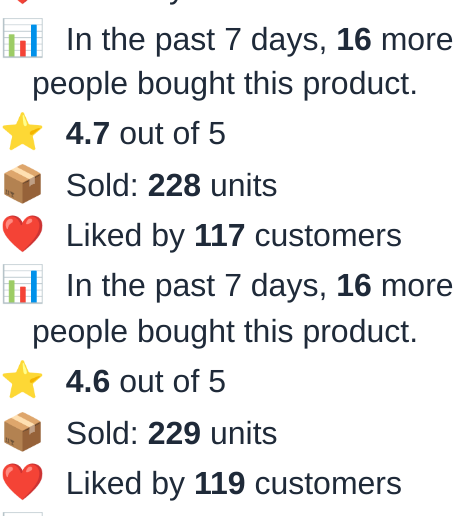 In the past 7 days, 16 more
people bought this product.
4.7 out of 5
Sold: 228 units
Liked by 117 customers
In the past 7 days, 16 more
people bought this product.
4.6 out of 5
Sold: 229 units
Liked by 119 customers